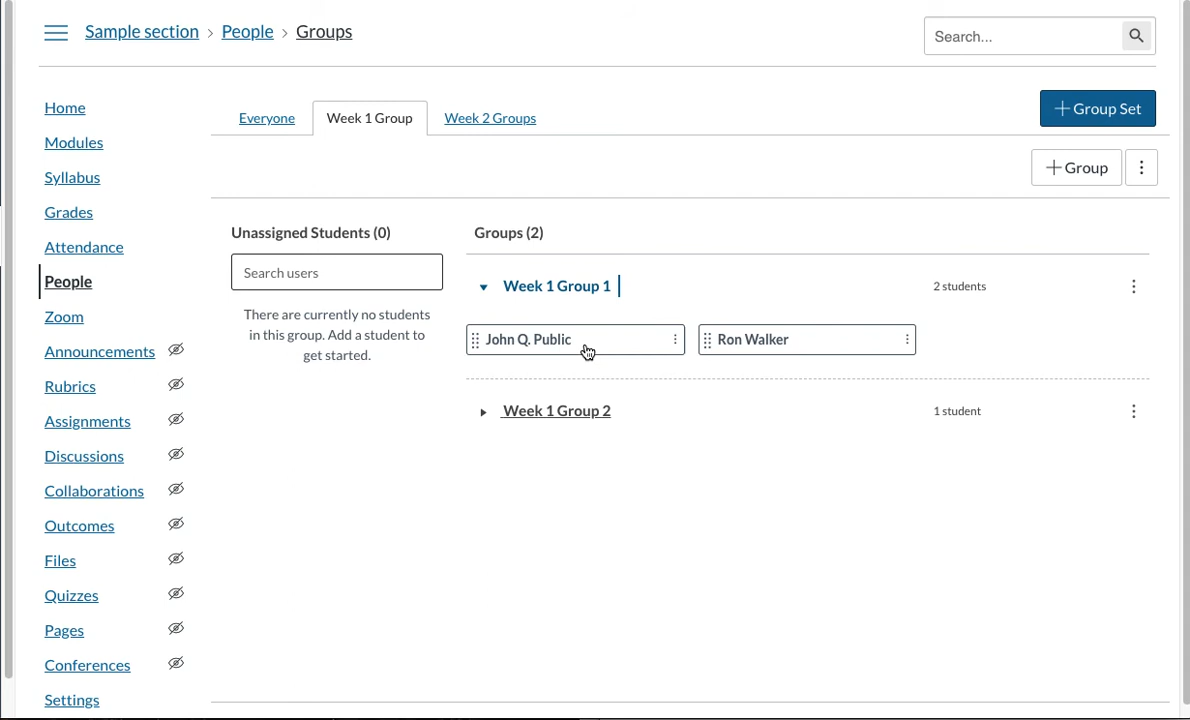 Sample section > People > Groups
Search...
Home
Modules
Syllabus
Grades
Attendance
People
Zoom
Announcements
Rubrics
Assignments
Discussions
Collaborations
Outcomes
Files
Quizzes
Pages
Conferences
Settings
Everyone
Week 1 Group
Week 2 Groups
+Group Set
+Group
Unassigned Students (0)
Search users
There are currently no students
in this group. Add a student to
get started.
Groups (2)
Week 1 Group 1
2 students
John Q. Public
Ron Walker
Week 1 Group 2
1 student